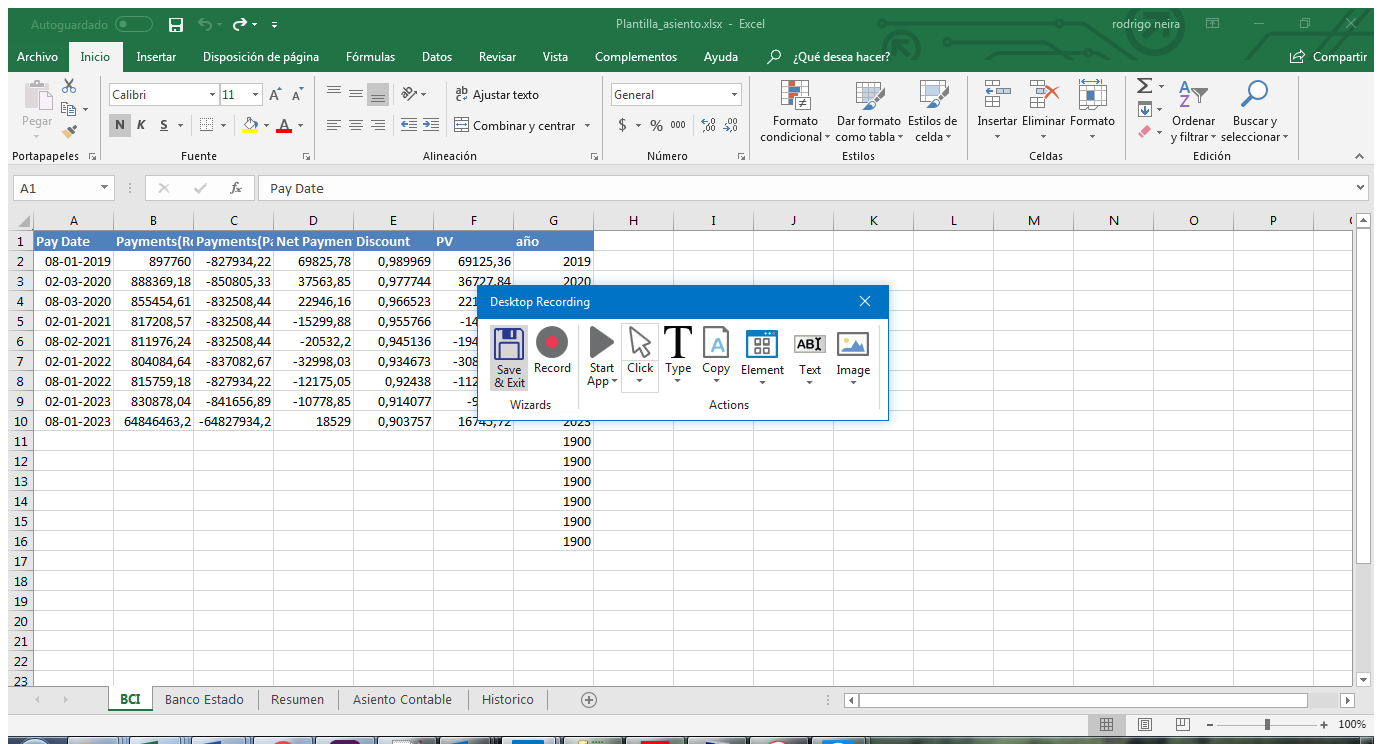 Autoguardado Plantilla_asiento.xlsx - Excel rodrigo neira
Archivo Inicio Insertar Disposición de página Fórmulas Datos Revisar Vista Complementos Ayuda ¿Qué desea hacer? Compartir
Pegar
Portapapeles
Calibri 11
N K S
Fuente
Ajustar texto
Combinar y centrar
Alineación
General
$ % 000
Número
Formato condicional
Dar formato como tabla
Estilos de celda
Estilos
Insertar Eliminar Formato
Celdas
Ordenar y filtrar
Buscar y seleccionar
Edición
A1 fx Pay Date
A B C D E F G H I J K L M N O P
1 Pay Date Payments(R Payments(P Net Paymen Discount PV año
2 08-01-2019 897760 -827934,22 69825,78 0,989969 69125,36 2019
3 02-03-2020 888369,18 -850805,33 37563,85 0,977744 36727,84 2020
4 08-03-2020 855454,61 -832508,44 22946,16 0,966523 221
5 02-01-2021 817208,57 -832508,44 -15299,88 0,955766 -14
6 08-02-2021 811976,24 -832508,44 -20532,2 0,945136 -194
7 02-01-2022 804084,64 -837082,67 -32998,03 0,934673 -308
8 08-01-2022 815759,18 -827934,22 -12175,05 0,92438 -112
9 02-01-2023 830878,04 -841656,89 -10778,85 0,914077 -9
10 08-01-2023 64846463,2 -64827934,2 18529 0,903757 16745,72 2023
11 1900
12 1900
13 1900
14 1900
15 1900
16 1900
17
18
19
20
21
22
23
Desktop Recording
Save & Exit
Record
Wizards
Start App
Click
Type
Copy
Element
Text
Image
Actions
BCI Banco Estado Resumen Asiento Contable Historico
100%